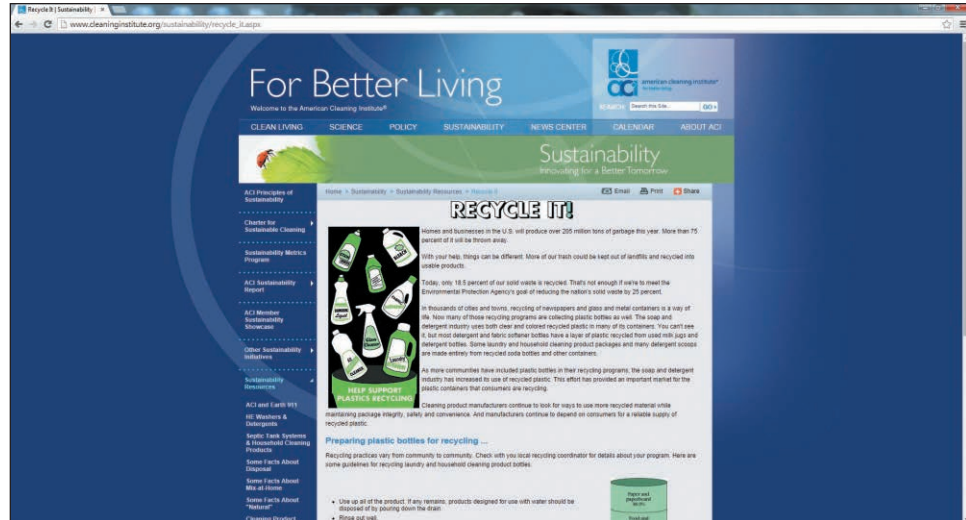 Recycle It | Sustainability
www.cleaninginstitute.org/sustainability/recycle_it.aspx
For Better Living
Welcome to the American Cleaning Institute®
aci
american cleaning institute®
for better living
SEARCH Search this Site... GO
CLEAN LIVING SCIENCE POLICY SUSTAINABILITY NEWS CENTER CALENDAR ABOUT ACI
Sustainability
Innovating for a Better Tomorrow
ACI Principles of
Sustainability
Charter for
Sustainable Cleaning
Sustainability Metrics
Program
ACI Sustainability
Report
ACI Member
Sustainability
Showcase
Other Sustainability
Initiatives
Sustainability
Resources
ACI and Earth 911
HE Washers &
Detergents
Septic Tank Systems
& Household Cleaning
Products
Some Facts About
Disposal
Some Facts About
Mix-at-Home
Some Facts About
"Natural"
Cleaning Product
Home > Sustainability > Sustainability Resources > Recycle It
Email Print Share
RECYCLE IT!
HELP SUPPORT
PLASTICS RECYCLING
Homes and businesses in the U.S. will produce over 205 million tons of garbage this year. More than 75
percent of it will be thrown away.
With your help, things can be different. More of our trash could be kept out of landfills and recycled into
usable products.
Today, only 18.5 percent of our solid waste is recycled. That's not enough if we're to meet the
Environmental Protection Agency's goal of reducing the nation's solid waste by 25 percent.
In thousands of cities and towns, recycling of newspapers and glass and metal containers is a way of
life. Now many of those recycling programs are collecting plastic bottles as well. The soap and
detergent industry uses both clear and colored recycled plastic in many of its containers. You can't see
it, but most detergent and fabric softener bottles have a layer of plastic recycled from used milk jugs and
detergent bottles. Some laundry and household cleaning product packages and many detergent scoops
are made entirely from recycled soda bottles and other containers.
As more communities have included plastic bottles in their recycling programs, the soap and detergent
industry has increased its use of recycled plastic. This effort has provided an important market for the
plastic containers that consumers are recycling.
Cleaning product manufacturers continue to look for ways to use more recycled material while
maintaining package integrity, safety and convenience. And manufacturers continue to depend on consumers for a reliable supply of
recycled plastic.
Preparing plastic bottles for recycling ...
Recycling practices vary from community to community. Check with you local recycling coordinator for details about your program. Here are
some guidelines for recycling laundry and household cleaning product bottles.
• Use up all of the product. If any remains, products designed for use with water should be
disposed of by pouring down the drain
• Rinse out well.
Paper and
paperboard